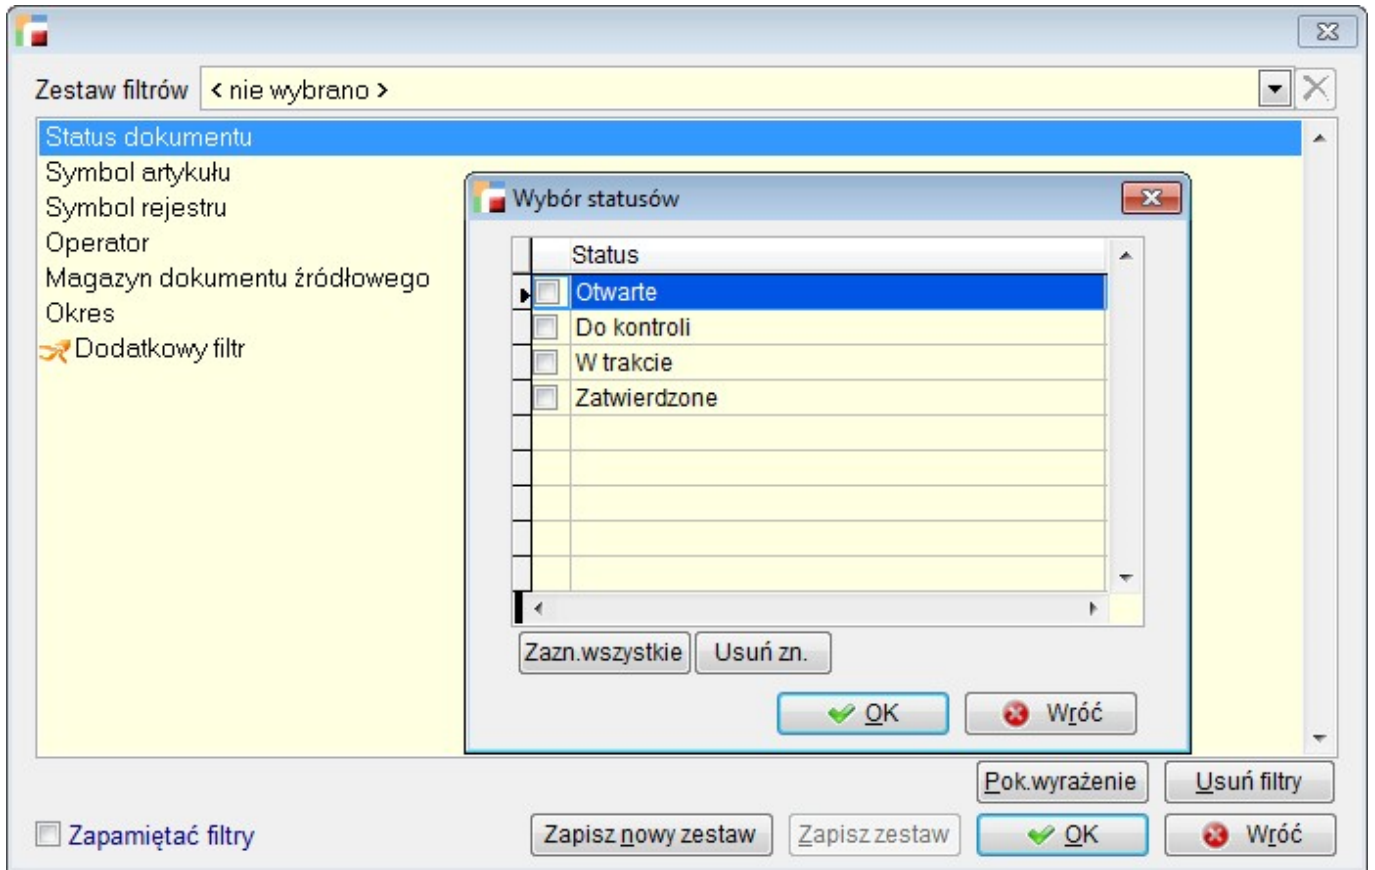 Zestaw filtrów < nie wybrano >
Status dokumentu
Symbol artykułu
Symbol rejestru
Operator
Magazyn dokumentu źródłowego
Okres
Dodatkowy filtr
Wybór statusów
Status
Otwarte
Do kontroli
W trakcie
Zatwierdzone
Zazn.wszystkie Usuń zn.
OK Wróć
Pok.wyrażenie Usuń filtry
Zapamiętać filtry Zapisz nowy zestaw Zapisz zestaw OK Wróć